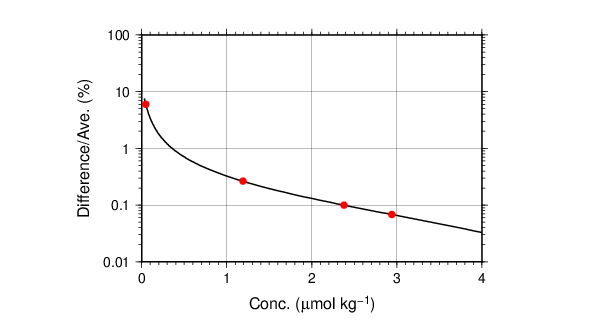 100
10
1
0.1
0.01
Difference/Ave. (%)
0 1 2 3 4
Conc. (μmol kg⁻¹)